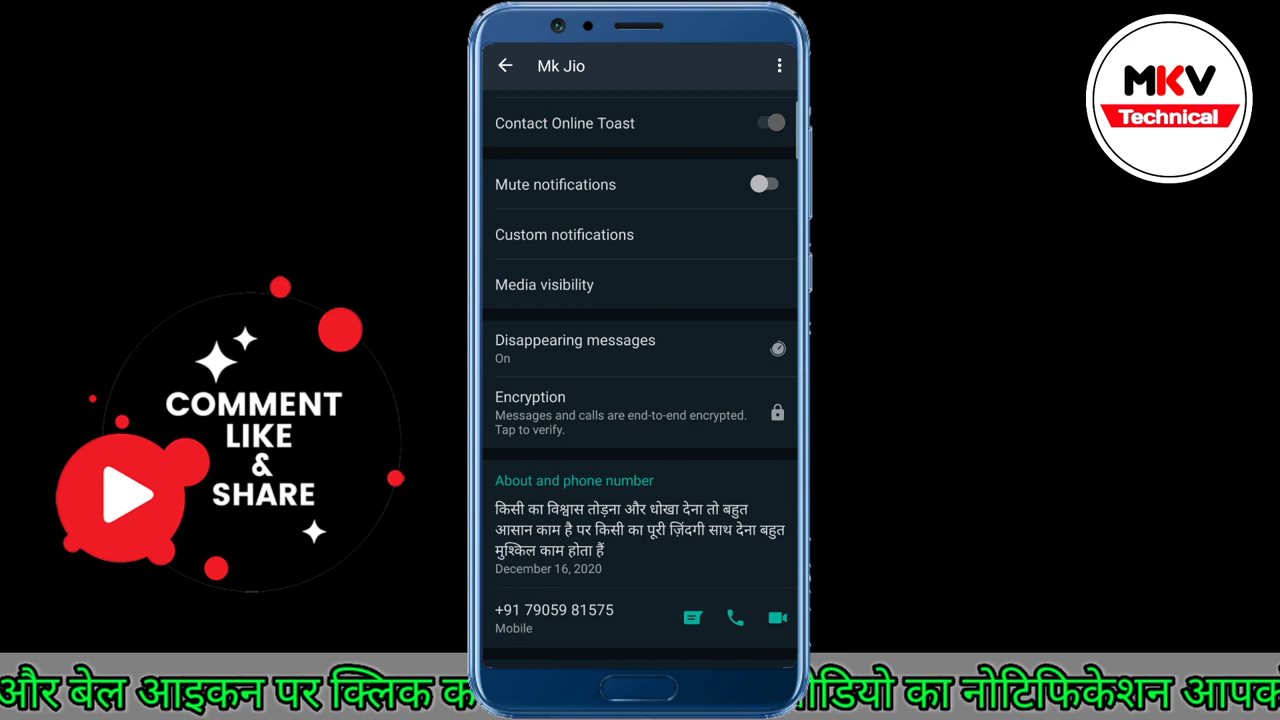 Mk Jio
MKV
Technical
Contact Online Toast
Mute notifications
Custom notifications
Media visibility
Disappearing messages
On
Encryption
Messages and calls are end-to-end encrypted.
Tap to verify.
COMMENT
LIKE
&
SHARE
About and phone number
किसी का विश्वास तोड़ना और धोखा देना तो बहुत
आसान काम है पर किसी का पूरी ज़िंदगी साथ देना बहुत
मुश्किल काम होता हैं
December 16, 2020
+91 79059 81575
Mobile
और बेल आइकन पर क्लिक का नोटिफिकेशन